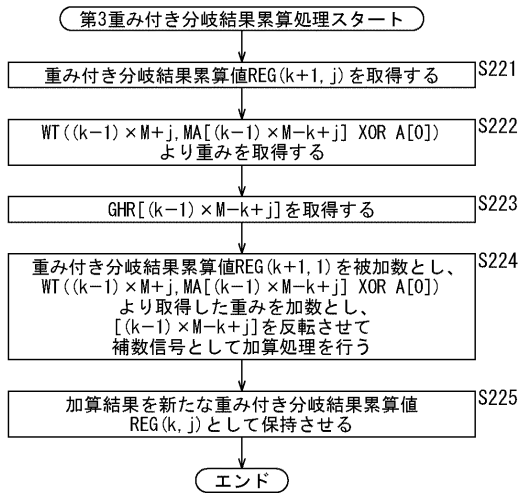 第3重み付き分岐結果累算処理スタート
重み付き分岐結果累算値REG(k+1,j)を取得する
S221
WT((k-1)×M+j,MA[(k-1)×M-k+j] XOR A[0])
より重みを取得する
S222
GHR[(k-1)×M-k+j]を取得する
S223
重み付き分岐結果累算値REG(k+1,1)を被加数とし、
WT((k-1)×M+j,MA[(k-1)×M-k+j] XOR A[0])
より取得した重みを加数とし、
[(k-1)×M-k+j]を反転させて
補数信号として加算処理を行う
S224
加算結果を新たな重み付き分岐結果累算値
REG(k,j)として保持させる
S225
エンド